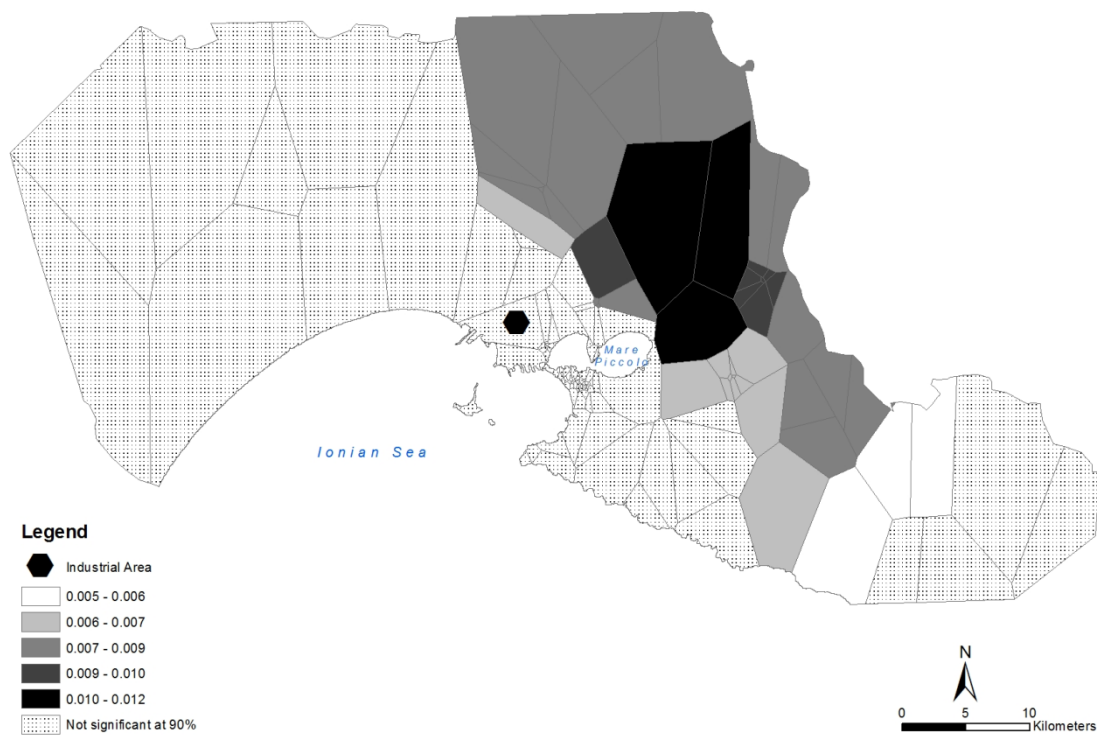 Mare
Piccolo
Ionian Sea
Legend
Industrial Area
0.005 - 0.006
0.006 - 0.007
0.007 - 0.009
0.009 - 0.010
0.010 - 0.012
Not significant at 90%
N
0 5 10
Kilometers